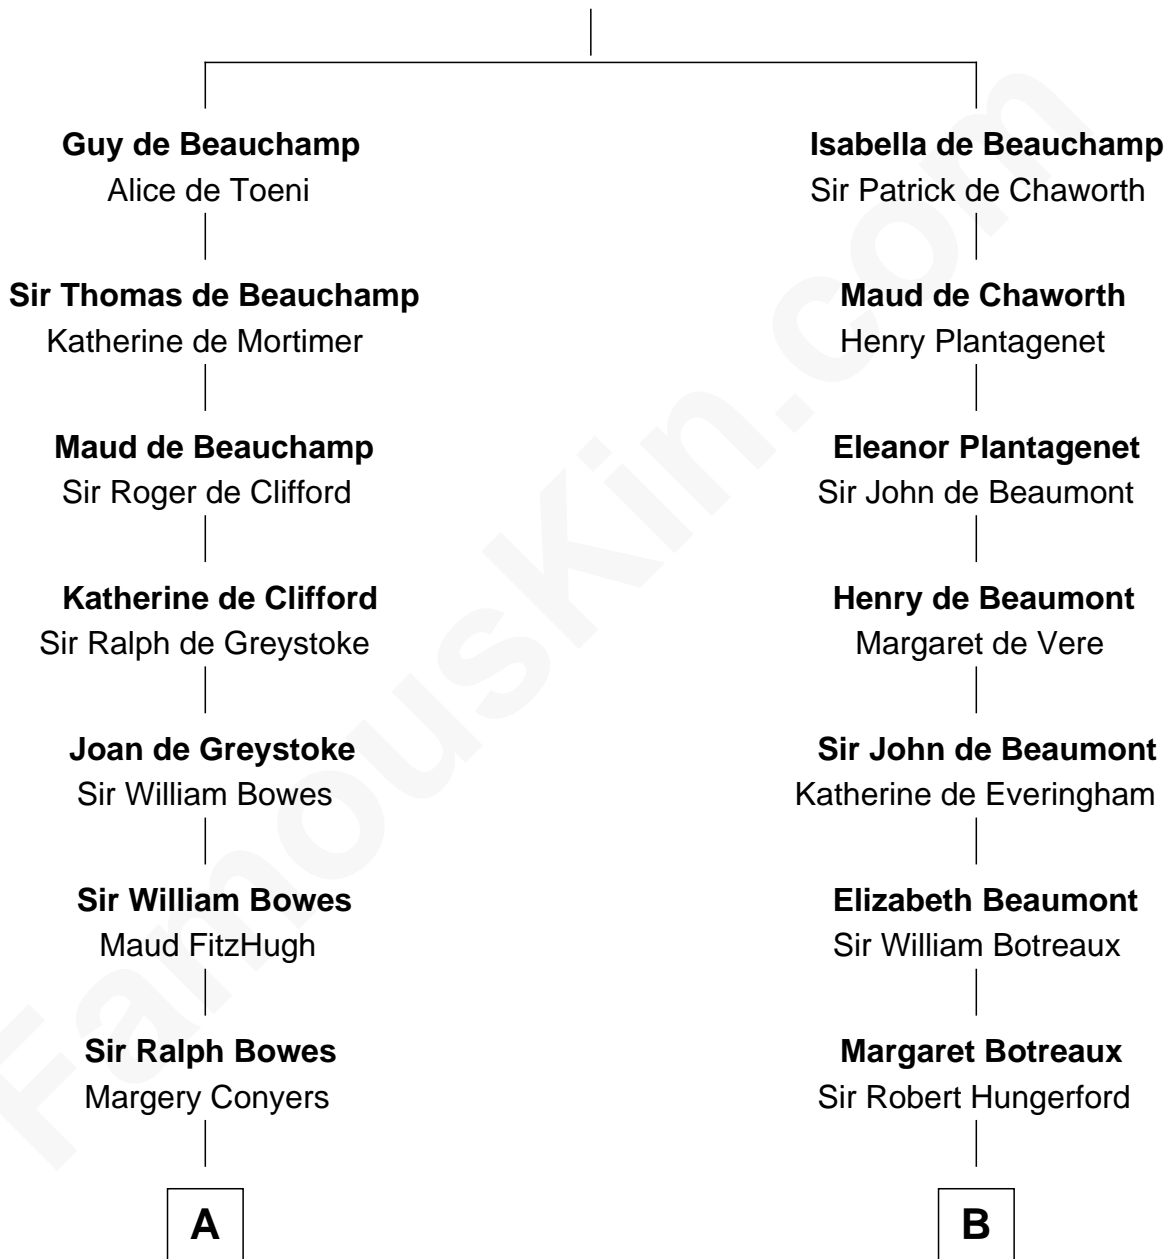 Guy de Beauchamp
Alice de Toeni
Sir Thomas de Beauchamp
Katherine de Mortimer
Maud de Beauchamp
Sir Roger de Clifford
Katherine de Clifford
Sir Ralph de Greystoke
Joan de Greystoke
Sir William Bowes
Sir William Bowes
Maud FitzHugh
Sir Ralph Bowes
Margery Conyers
A
Isabella de Beauchamp
Sir Patrick de Chaworth
Maud de Chaworth
Henry Plantagenet
Eleanor Plantagenet
Sir John de Beaumont
Henry de Beaumont
Margaret de Vere
Sir John de Beaumont
Katherine de Everingham
Elizabeth Beaumont
Sir William Botreaux
Margaret Botreaux
Sir Robert Hungerford
B
FamousKin.com